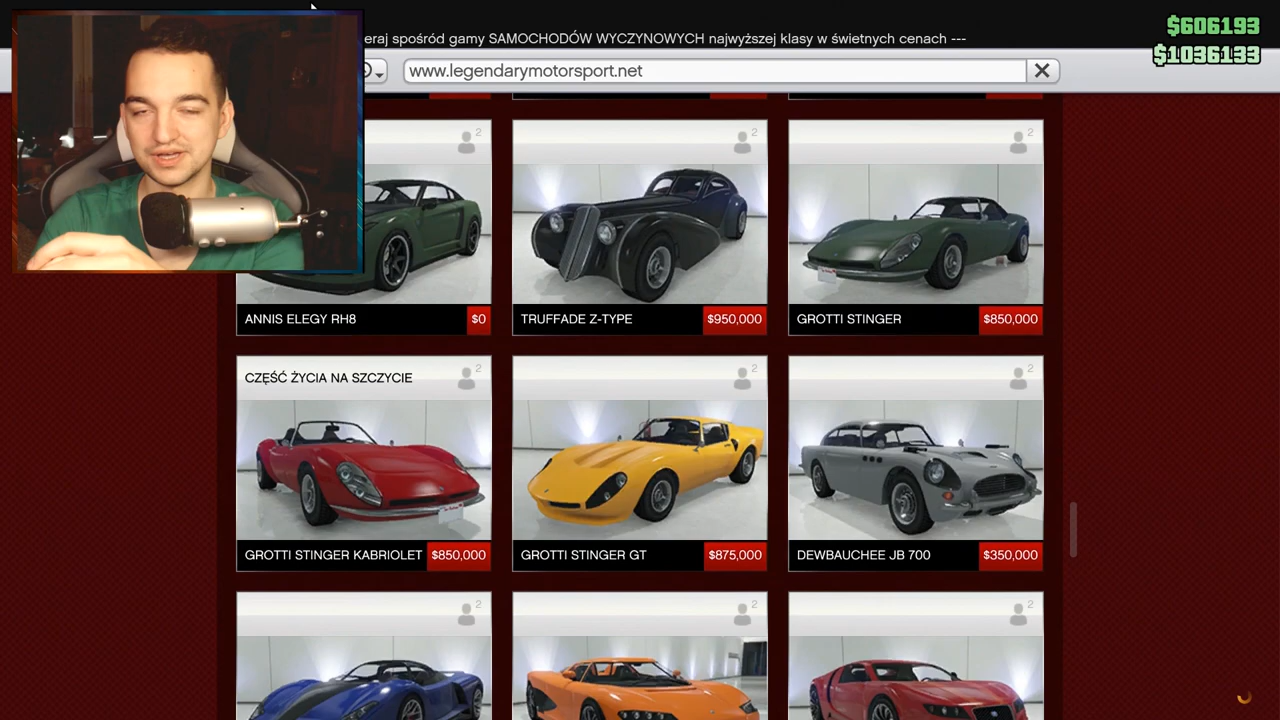 $606193
eraj spośród gamy SAMOCHODÓW WYCZYNOWYCH najwyższej klasy w świetnych cenach ---
$1036133
www.legendarymotorsport.net
2
2
2
ANNIS ELEGY RH8 $0
TRUFFADE Z-TYPE $950,000
GROTTI STINGER $850,000
CZĘŚĆ ŻYCIA NA SZCZYCIE 2
2
2
GROTTI STINGER KABRIOLET $850,000
GROTTI STINGER GT $875,000
DEWBAUCHEE JB 700 $350,000
2
2
2